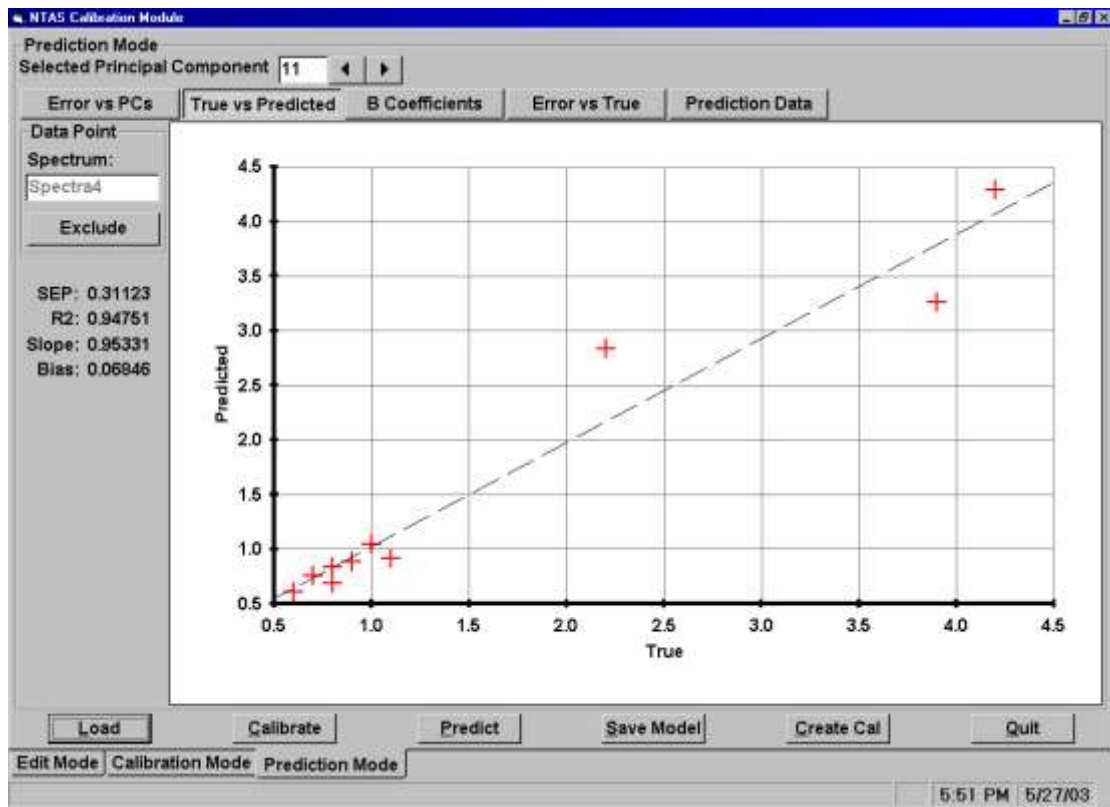 NTAS Calibration Module
Prediction Mode
Selected Principal Component 11
Error vs PCs True vs Predicted B Coefficients Error vs True Prediction Data
Data Point
Spectrum:
Spectra4
Exclude
SEP: 0.31123
R2: 0.94751
Slope: 0.95331
Bias: 0.06846
Predicted
4.5
4.0
3.5
3.0
2.5
2.0
1.5
1.0
0.5
0.5 1.0 1.5 2.0 2.5 3.0 3.5 4.0 4.5
True
Load Calibrate Predict Save Model Create Cal Quit
Edit Mode Calibration Mode Prediction Mode
5:51 PM 5/27/03